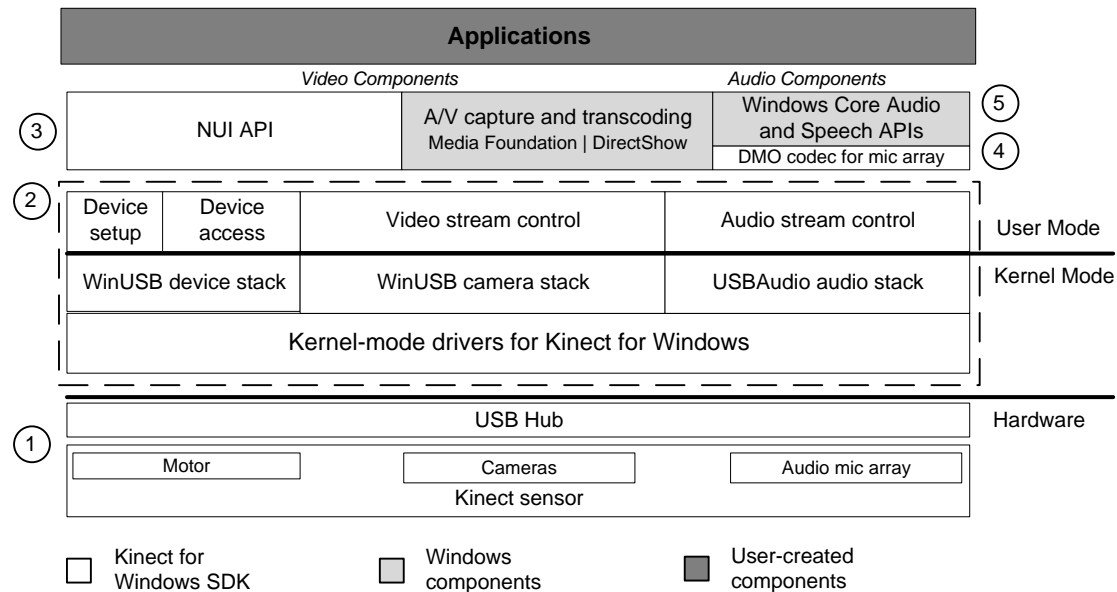 Applications
Video Components
Audio Components
3
NUI API
A/V capture and transcoding
Media Foundation | DirectShow
Windows Core Audio
and Speech APIs
5
DMO codec for mic array
4
2
Device
setup
Device
access
Video stream control
Audio stream control
User Mode
WinUSB device stack
WinUSB camera stack
USBAudio audio stack
Kernel Mode
Kernel-mode drivers for Kinect for Windows
USB Hub
Hardware
1
Motor
Cameras
Audio mic array
Kinect sensor
Kinect for
Windows SDK
Windows
components
User-created
components